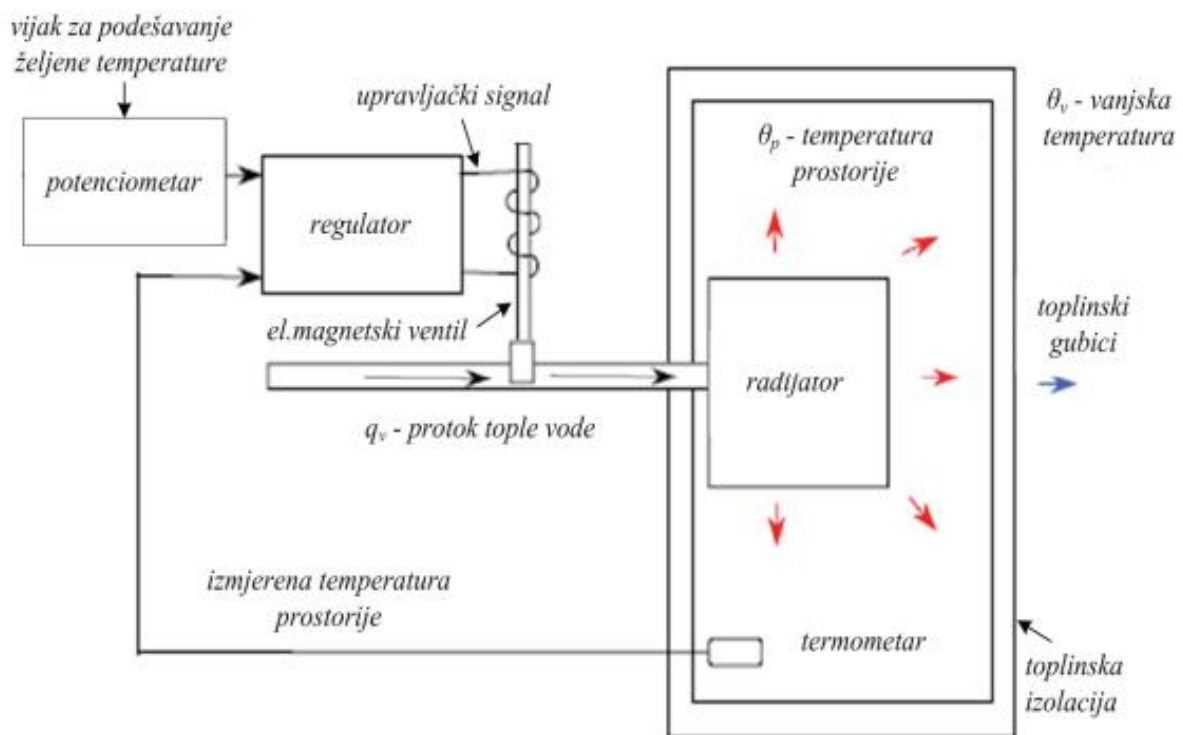 vijak za podešavanje
željene temperature
upravljački signal
θv - vanjska
temperatura
θp - temperatura
prostorije
potenciometar
regulator
el.magnetski ventil
toplinski
gubici
radijator
qv - protok tople vode
izmjerena temperatura
prostorije
termometar
toplinska
izolacija